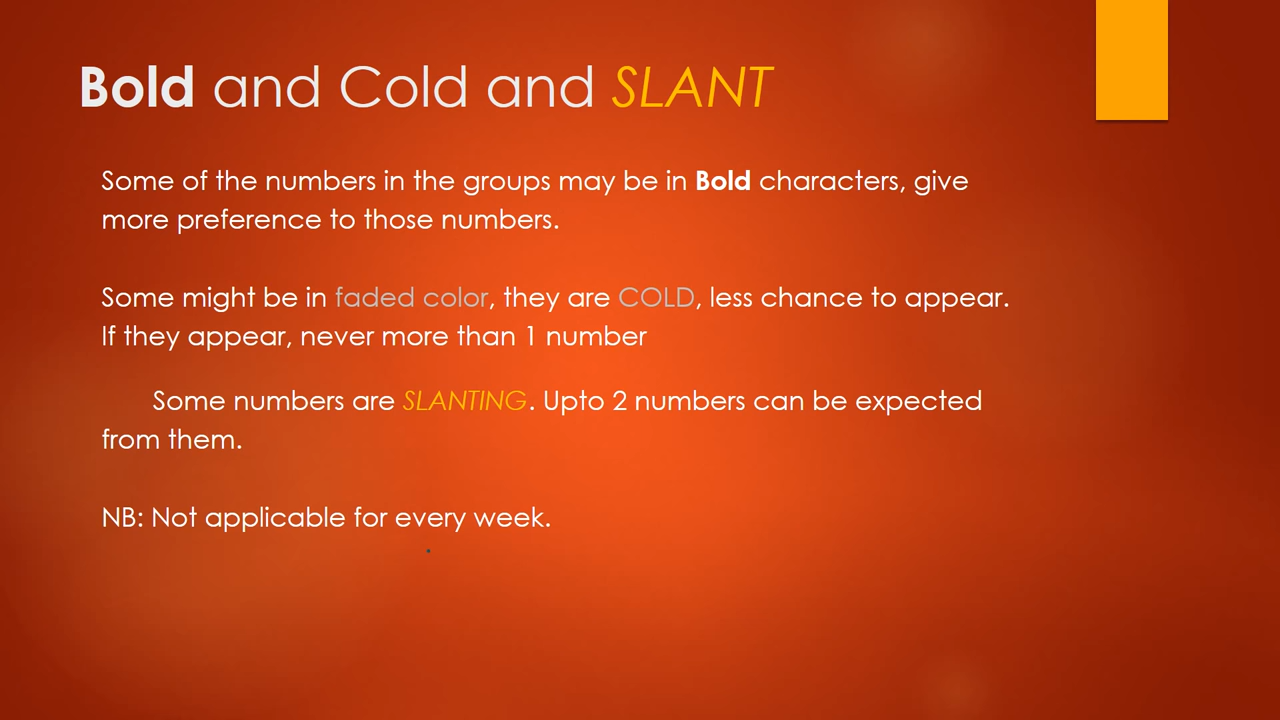 Bold and Cold and SLANT
Some of the numbers in the groups may be in Bold characters, give
more preference to those numbers.
Some might be in faded color, they are COLD, less chance to appear.
If they appear, never more than 1 number
Some numbers are SLANTING. Upto 2 numbers can be expected
from them.
NB: Not applicable for every week.